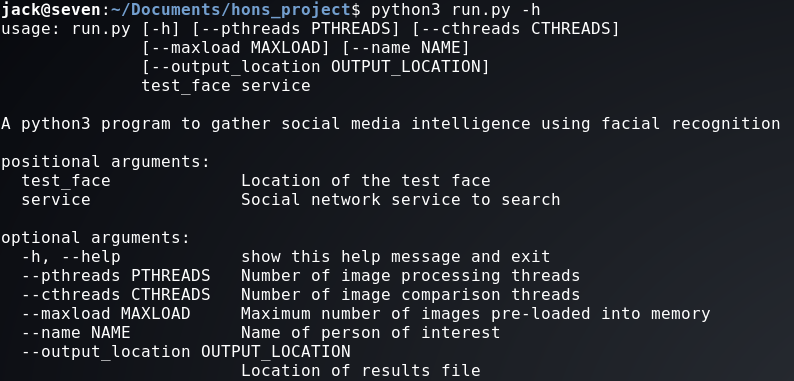 jack@seven:~/Documents/hons_project$ python3 run.py -h
usage: run.py [-h] [--pthreads PTHREADS] [--cthreads CTHREADS]
              [--maxload MAXLOAD] [--name NAME]
              [--output_location OUTPUT_LOCATION]
              test_face service

A python3 program to gather social media intelligence using facial recognition

positional arguments:
  test_face             Location of the test face
  service               Social network service to search

optional arguments:
  -h, --help            show this help message and exit
  --pthreads PTHREADS   Number of image processing threads
  --cthreads CTHREADS   Number of image comparison threads
  --maxload MAXLOAD     Maximum number of images pre-loaded into memory
  --name NAME           Name of person of interest
  --output_location OUTPUT_LOCATION
                        Location of results file